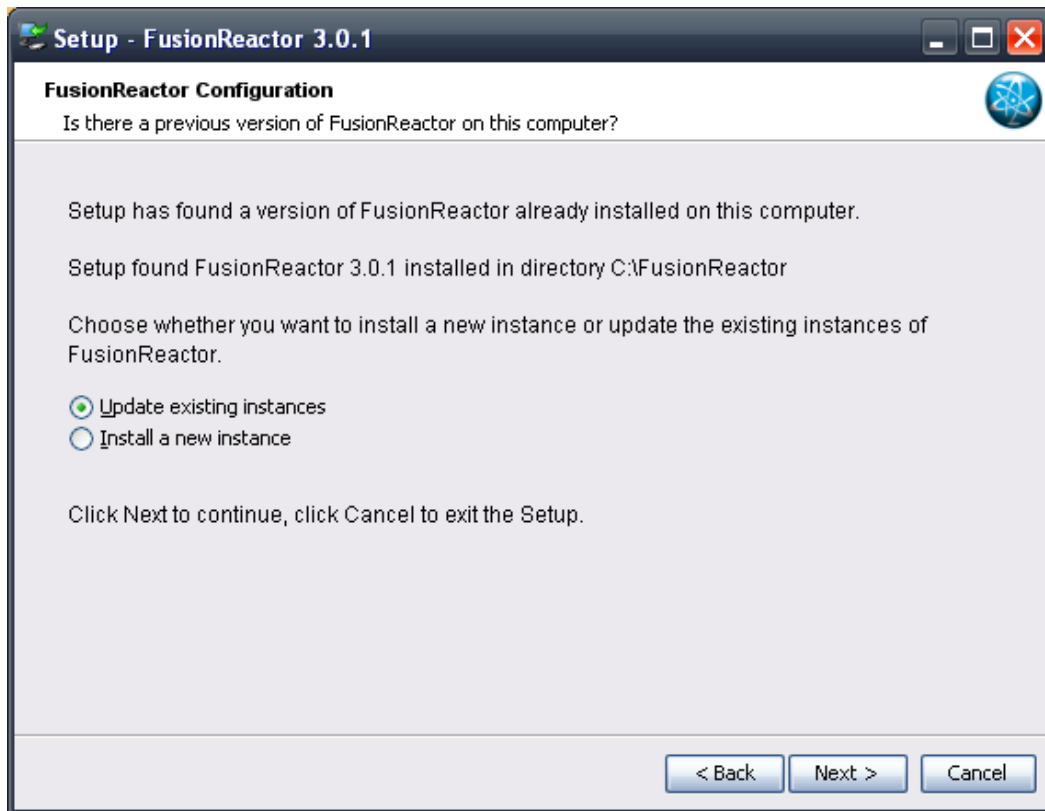 Setup - FusionReactor 3.0.1
FusionReactor Configuration
Is there a previous version of FusionReactor on this computer?
Setup has found a version of FusionReactor already installed on this computer.
Setup found FusionReactor 3.0.1 installed in directory C:\FusionReactor
Choose whether you want to install a new instance or update the existing instances of
FusionReactor.
Update existing instances
Install a new instance
Click Next to continue, click Cancel to exit the Setup.
< Back
Next >
Cancel